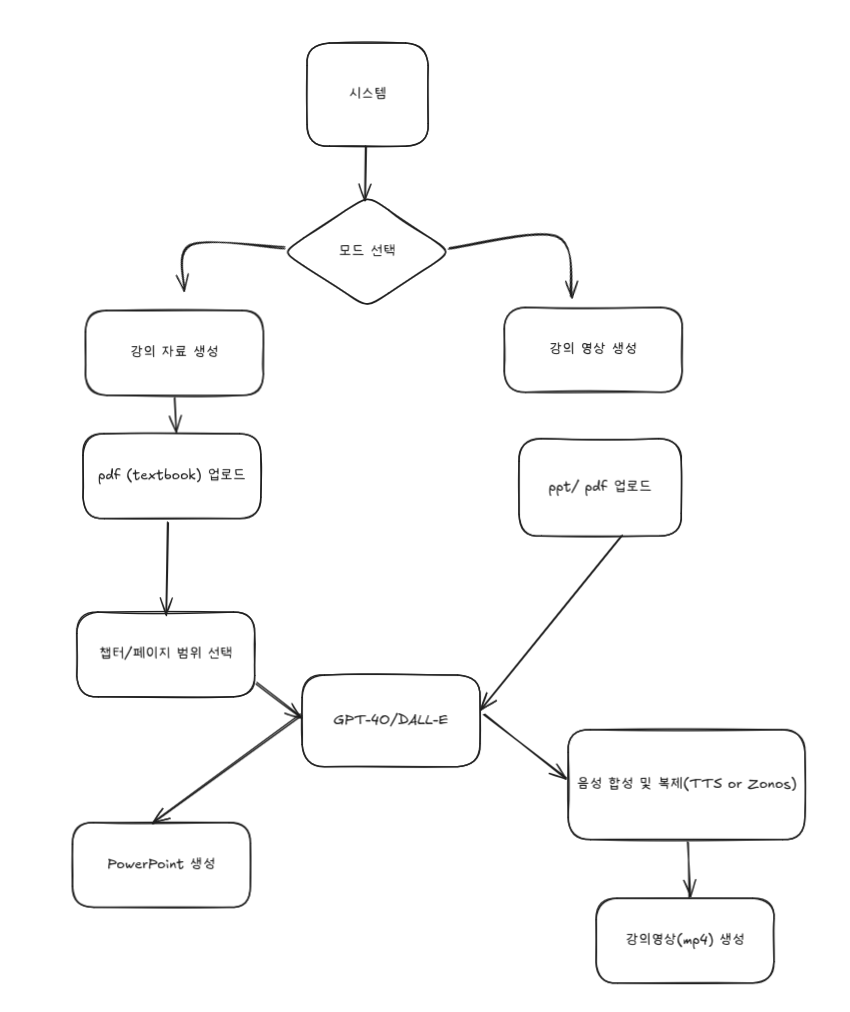 시스템
모드 선택
강의 자료 생성
강의 영상 생성
pdf (textbook) 업로드
ppt/ pdf 업로드
챕터/페이지 범위 선택
GPT-4O/DALL-E
음성 합성 및 복제(TTS or Zonos)
PowerPoint 생성
강의영상(mp4) 생성